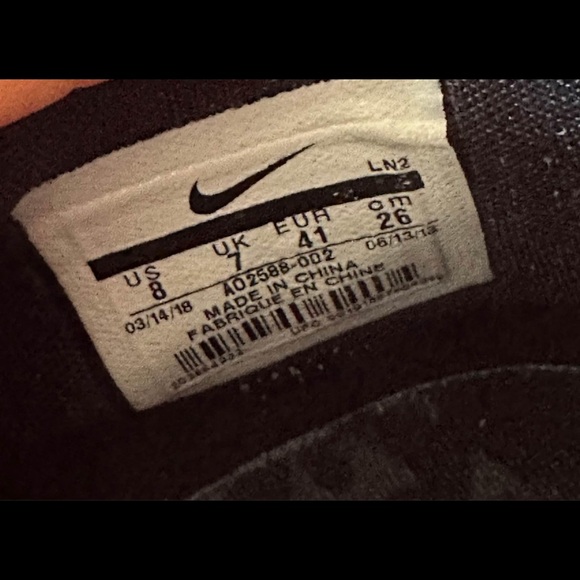 LN2
US UK EUR cm
8 7 41 26
03/14/18 AO2588-002 06/13/18
MADE IN CHINA
FABRIQUE EN CHINE